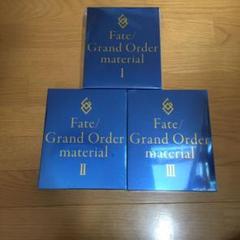 Fate/
Grand Order
material
I
Fate/
Grand Order
material
II
Fate/
Grand Order
material
III